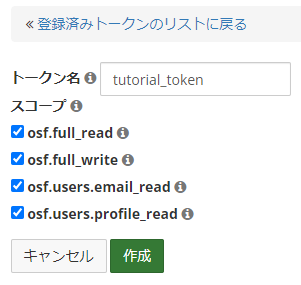 « 登録済みトークンのリストに戻る
トークン名 tutorial_token
スコープ
osf.full_read
osf.full_write
osf.users.email_read
osf.users.profile_read
キャンセル 作成